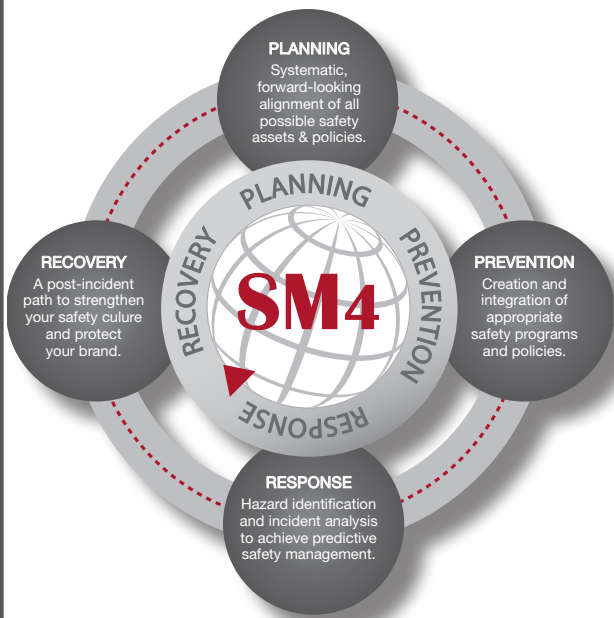 PLANNING
Systematic,
forward-looking
alignment of all
possible safety
assets & policies.
PLANNING
PREVENTION
RESPONSE
RECOVERY
SM4
RECOVERY
A post-incident
path to strengthen
your safety culure
and protect
your brand.
PREVENTION
Creation and
integration of
appropriate
safety programs
and policies.
RESPONSE
Hazard identification
and incident analysis
to achieve predictive
safety management.